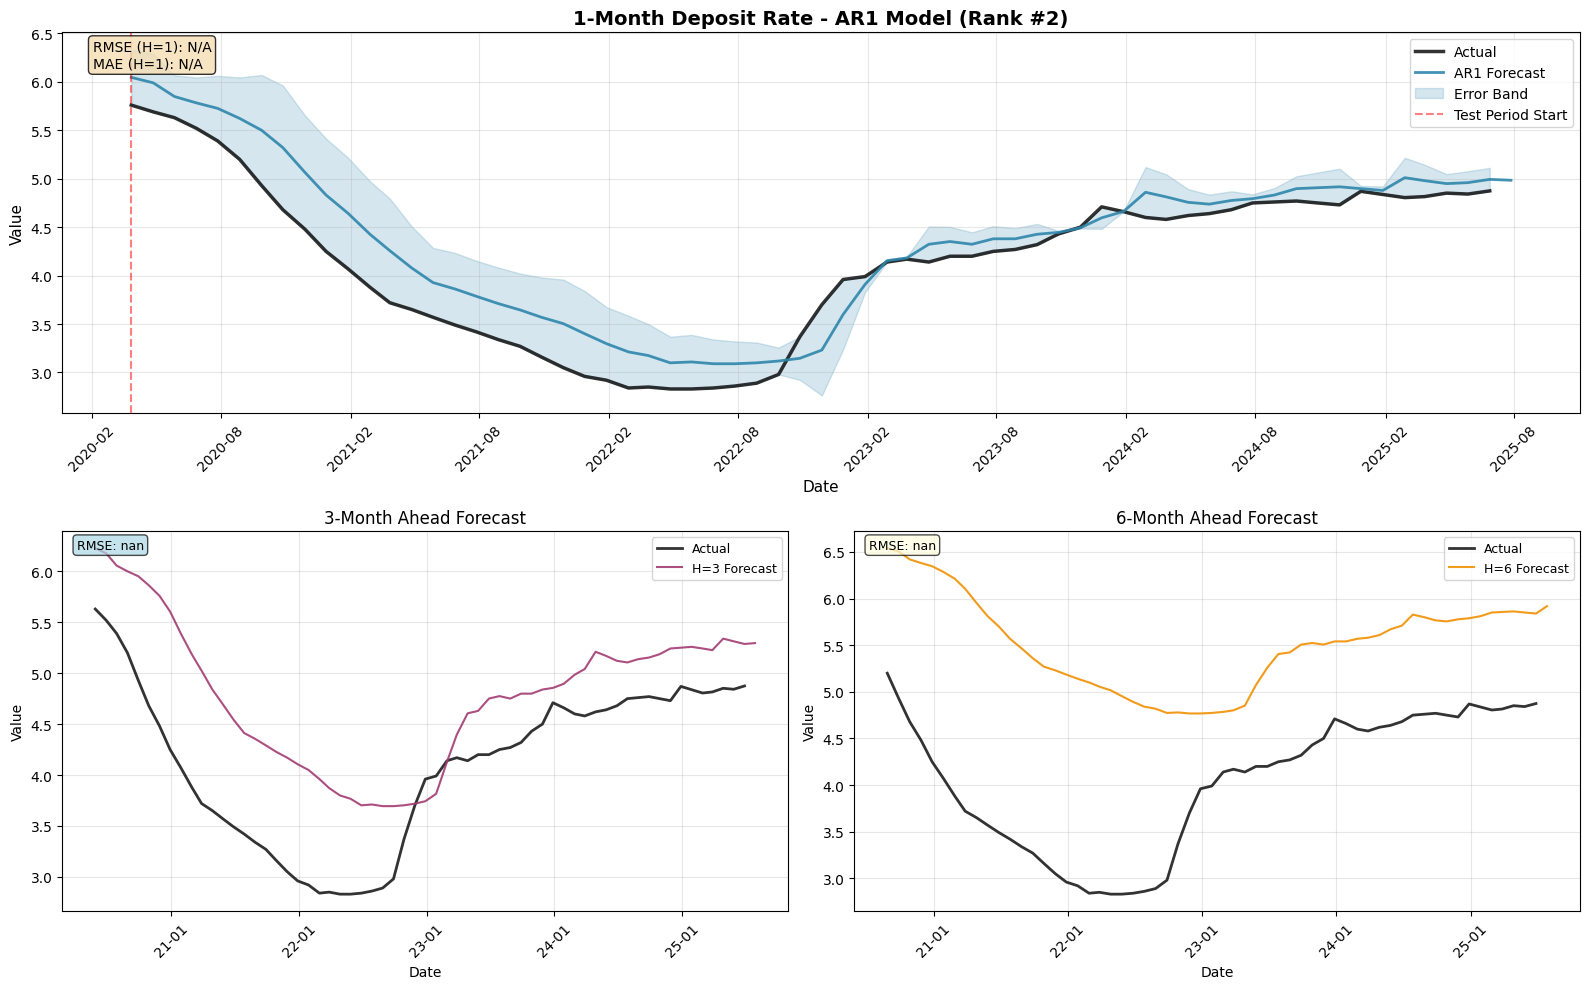 1-Month Deposit Rate - AR1 Model (Rank #2)
RMSE (H=1): N/A
MAE (H=1): N/A
Actual
AR1 Forecast
Error Band
Test Period Start
Value
6.5
6.0
5.5
5.0
4.5
4.0
3.5
3.0
2020-02
2020-08
2021-02
2021-08
2022-02
2022-08
2023-02
2023-08
2024-02
2024-08
2025-02
2025-08
Date
3-Month Ahead Forecast
RMSE: nan
Actual
H=3 Forecast
Value
6.0
5.5
5.0
4.5
4.0
3.5
3.0
21-01
22-01
23-01
24-01
25-01
Date
6-Month Ahead Forecast
RMSE: nan
Actual
H=6 Forecast
Value
6.5
6.0
5.5
5.0
4.5
4.0
3.5
3.0
21-01
22-01
23-01
24-01
25-01
Date